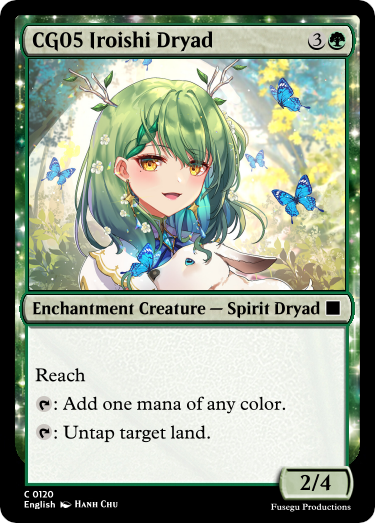 CG05 Iroishi Dryad 3
Enchantment Creature — Spirit Dryad
Reach
: Add one mana of any color.
: Untap target land.
2/4
C 0120
English HANH CHU
Fusegu Productions